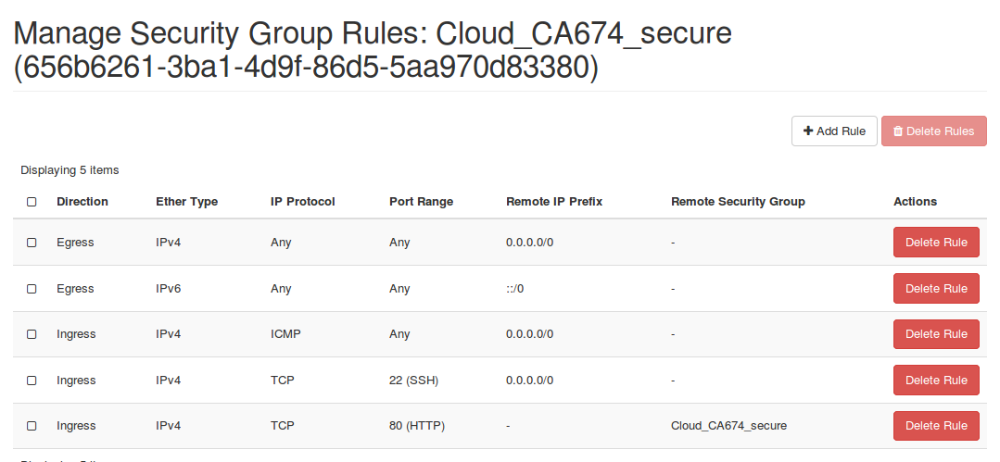 Manage Security Group Rules: Cloud_CA674_secure
(656b6261-3ba1-4d9f-86d5-5aa970d83380)
Add Rule Delete Rules
Displaying 5 items
Direction Ether Type IP Protocol Port Range Remote IP Prefix Remote Security Group Actions
Egress IPv4 Any Any 0.0.0.0/0 - Delete Rule
Egress IPv6 Any Any ::/0 - Delete Rule
Ingress IPv4 ICMP Any 0.0.0.0/0 - Delete Rule
Ingress IPv4 TCP 22 (SSH) 0.0.0.0/0 - Delete Rule
Ingress IPv4 TCP 80 (HTTP) - Cloud_CA674_secure Delete Rule